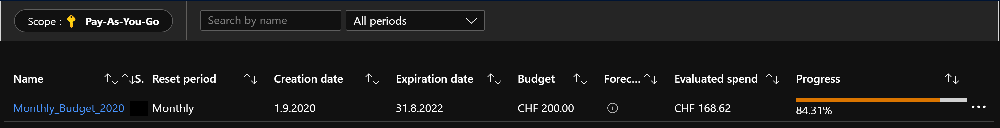 Scope : Pay-As-You-Go Search by name All periods
Name S. Reset period Creation date Expiration date Budget Forec... Evaluated spend Progress
Monthly_Budget_2020 Monthly 1.9.2020 31.8.2022 CHF 200.00 CHF 168.62 84.31%